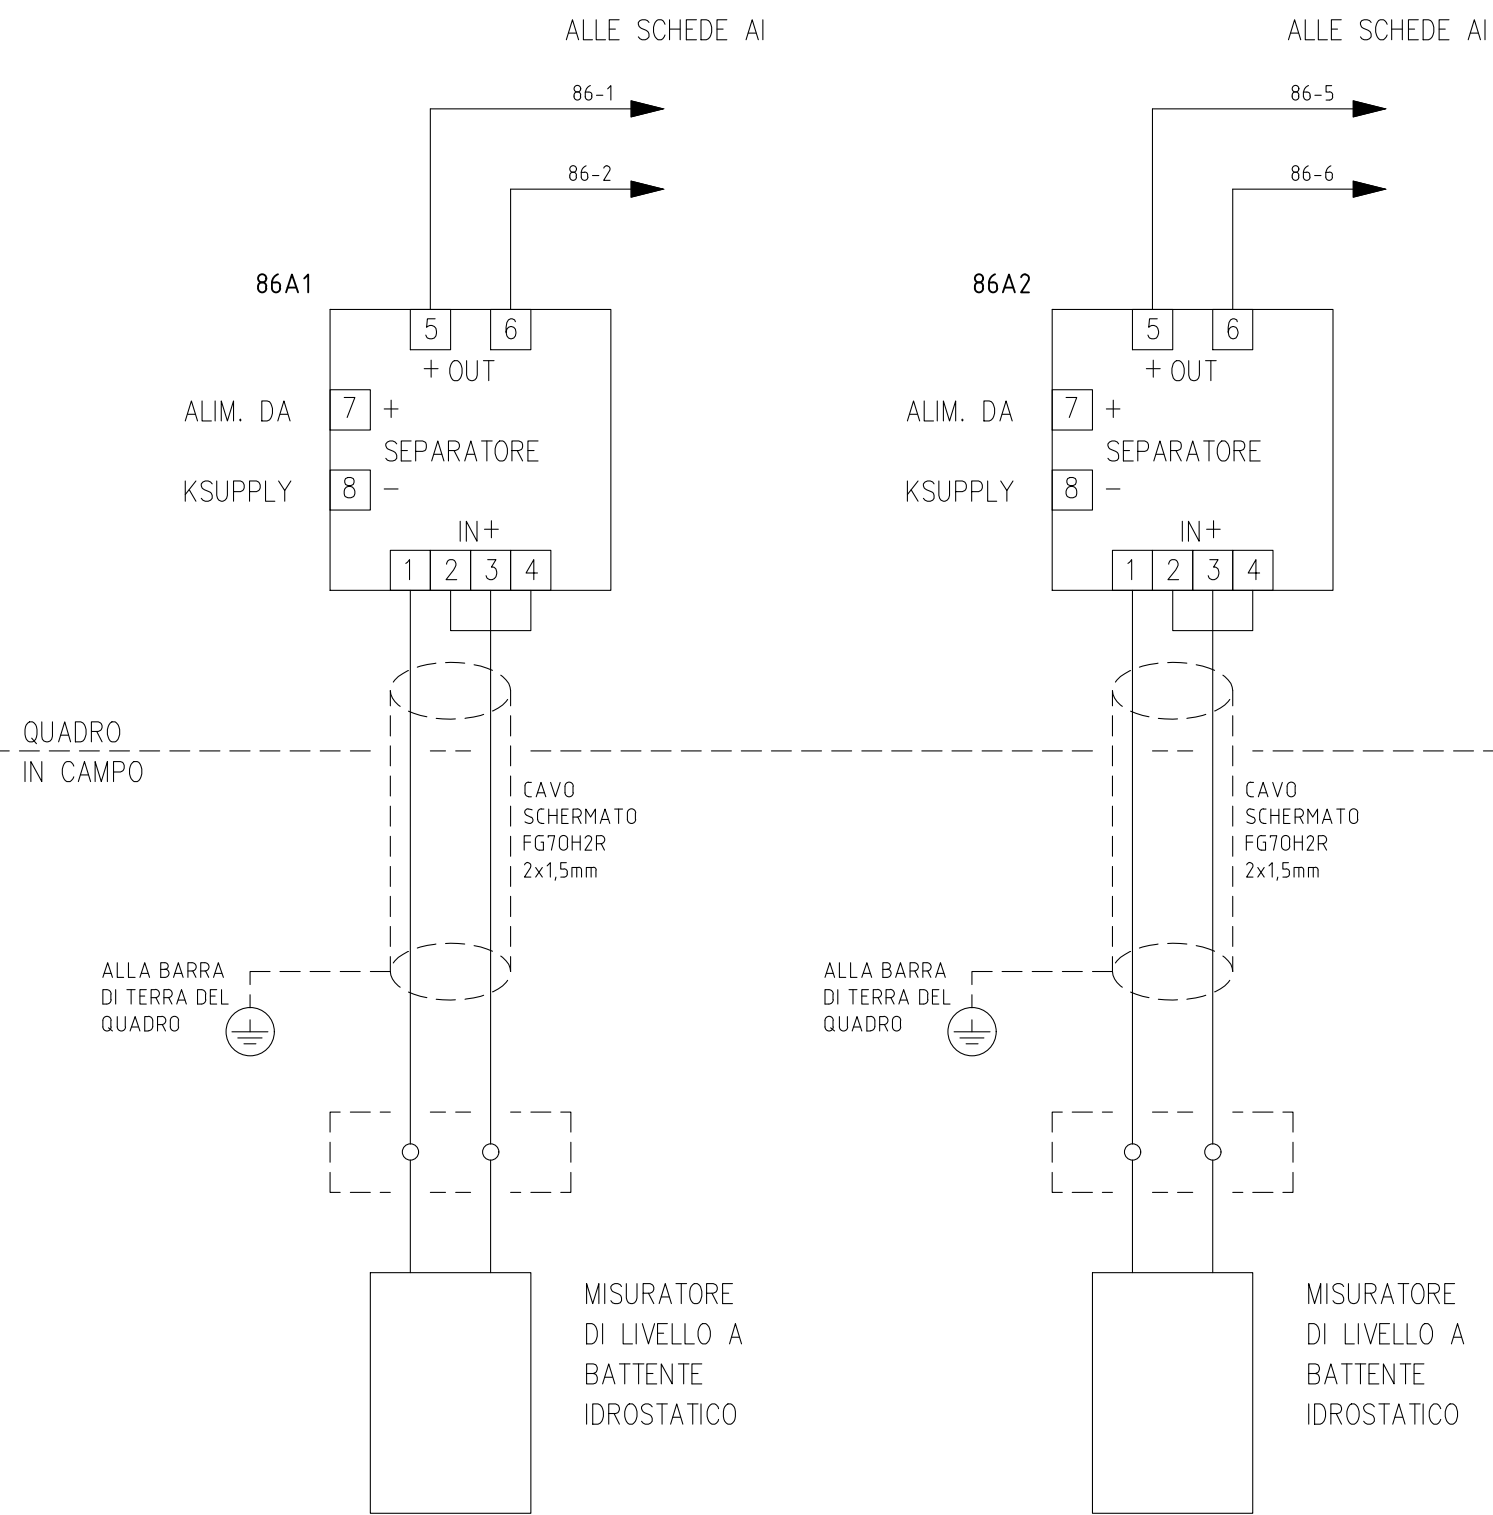 ALLE SCHEDE AI
86-1
86-2
86A1
5
6
+ OUT
ALIM. DA
7
+
SEPARATORE
KSUPPLY
8
-
IN+
1
2
3
4
ALLE SCHEDE AI
86-5
86-6
86A2
5
6
+ OUT
ALIM. DA
7
+
SEPARATORE
KSUPPLY
8
-
IN+
1
2
3
4
QUADRO
IN CAMPO
CAVO
SCHERMATO
FG7OH2R
2x1,5mm
ALLA BARRA
DI TERRA DEL
QUADRO
MISURATORE
DI LIVELLO A
BATTENTE
IDROSTATICO
CAVO
SCHERMATO
FG7OH2R
2x1,5mm
ALLA BARRA
DI TERRA DEL
QUADRO
MISURATORE
DI LIVELLO A
BATTENTE
IDROSTATICO